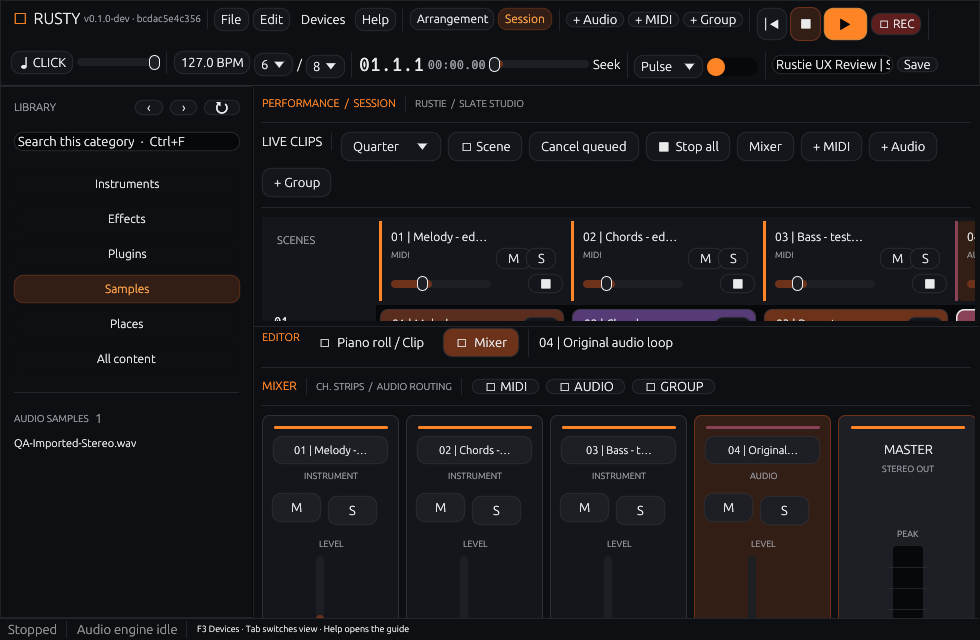 RUSTY v0.1.0-dev · bcdac5e4c356 File Edit Devices Help Arrangement Session + Audio + MIDI + Group REC
CLICK 127.0 BPM 6 / 8 01.1.1 00:00.00 Seek Pulse Rustie UX Review | S Save
LIBRARY
Search this category · Ctrl+F
Instruments
Effects
Plugins
Samples
Places
All content
AUDIO SAMPLES 1
QA-Imported-Stereo.wav
PERFORMANCE / SESSION RUSTIE / SLATE STUDIO
LIVE CLIPS Quarter Scene Cancel queued Stop all Mixer + MIDI + Audio
+ Group
SCENES
01 | Melody - ed...
MIDI
M S
02 | Chords - ed...
MIDI
M S
03 | Bass - test...
MIDI
M S
EDITOR Piano roll / Clip Mixer 04 | Original audio loop
MIXER CH. STRIPS / AUDIO ROUTING MIDI AUDIO GROUP
01 | Melony -...
INSTRUMENT
M S
LEVEL
02 | Chords -...
INSTRUMENT
M S
LEVEL
03 | Bass - t...
INSTRUMENT
M S
LEVEL
04 | Original...
AUDIO
M S
LEVEL
MASTER
STEREO OUT
PEAK
Stopped Audio engine idle F3 Devices · Tab switches view · Help opens the guide